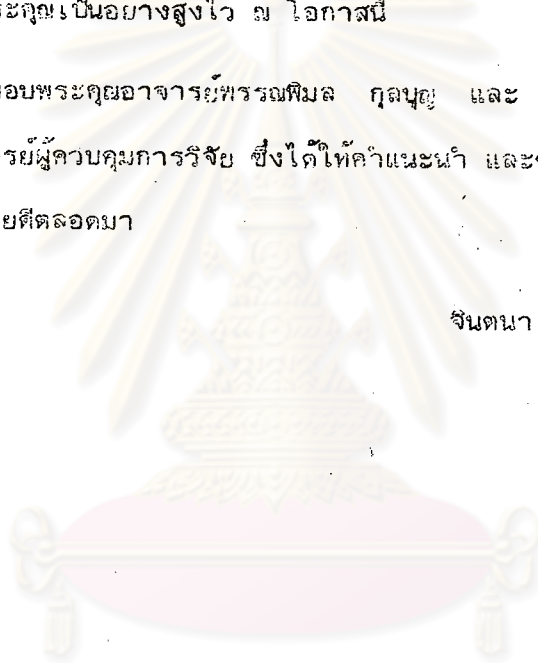 ระคุณเป็นอย่างสูงไว้ ณ โอกาสนี้
อบพระคุณอาจารย์พรรณพิมล กุลบุญ และ
รย์ผู้ควบคุมการวิจัย ซึ่งได้ให้คำแนะนำ และ
ยดีตลอดมา
จินตนา